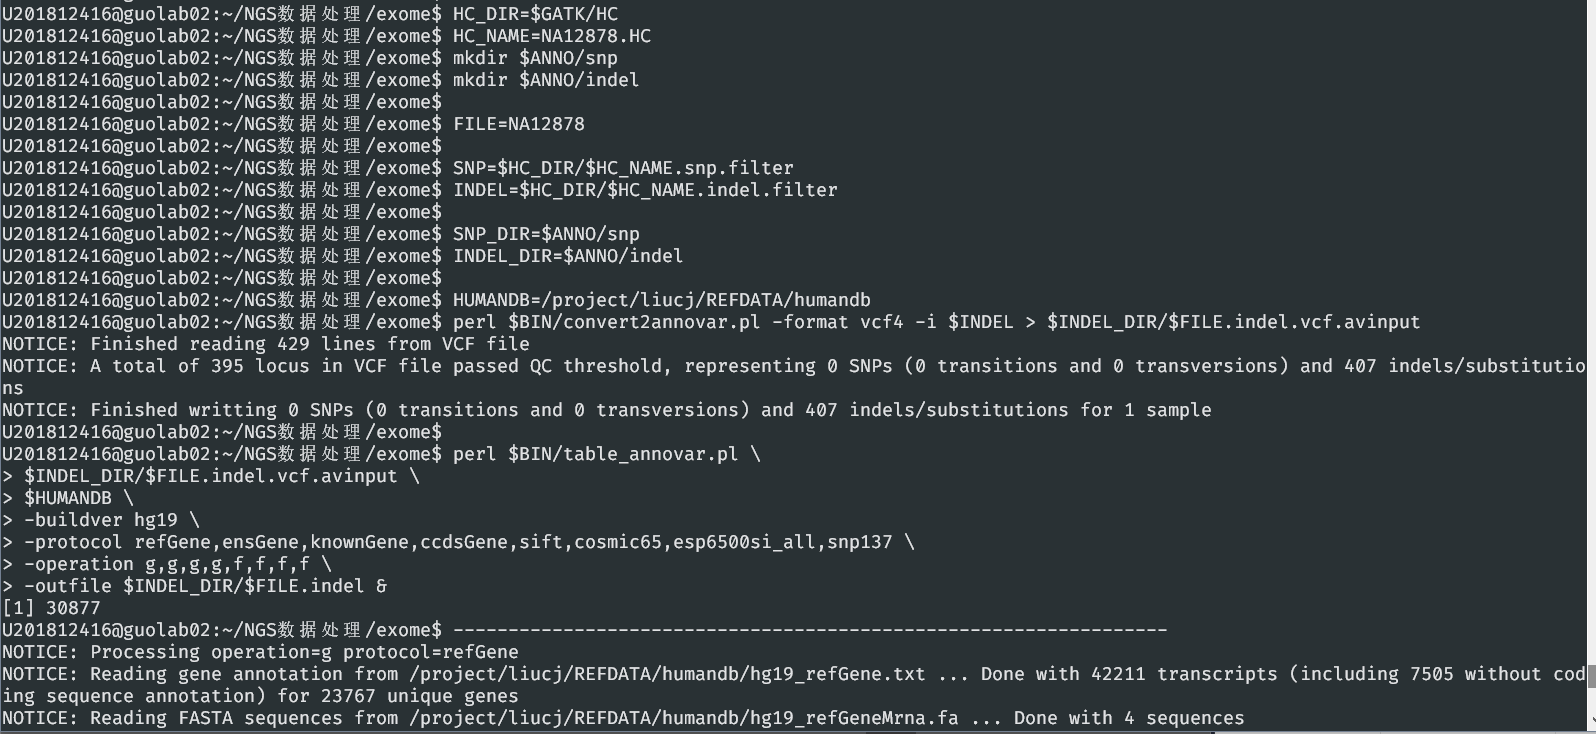 U201812416@guolab02:~/NGS数据处理/exome$ HC_DIR=$GATK/HC
U201812416@guolab02:~/NGS数据处理/exome$ HC_NAME=NA12878.HC
U201812416@guolab02:~/NGS数据处理/exome$ mkdir $ANNO/snp
U201812416@guolab02:~/NGS数据处理/exome$ mkdir $ANNO/indel
U201812416@guolab02:~/NGS数据处理/exome$
U201812416@guolab02:~/NGS数据处理/exome$ FILE=NA12878
U201812416@guolab02:~/NGS数据处理/exome$
U201812416@guolab02:~/NGS数据处理/exome$ SNP=$HC_DIR/$HC_NAME.snp.filter
U201812416@guolab02:~/NGS数据处理/exome$ INDEL=$HC_DIR/$HC_NAME.indel.filter
U201812416@guolab02:~/NGS数据处理/exome$
U201812416@guolab02:~/NGS数据处理/exome$ SNP_DIR=$ANNO/snp
U201812416@guolab02:~/NGS数据处理/exome$ INDEL_DIR=$ANNO/indel
U201812416@guolab02:~/NGS数据处理/exome$
U201812416@guolab02:~/NGS数据处理/exome$ HUMANDB=/project/liucj/REFDATA/humandb
U201812416@guolab02:~/NGS数据处理/exome$ perl $BIN/convert2annovar.pl -format vcf4 -i $INDEL > $INDEL_DIR/$FILE.indel.vcf.avinput
NOTICE: Finished reading 429 lines from VCF file
NOTICE: A total of 395 locus in VCF file passed QC threshold, representing 0 SNPs (0 transitions and 0 transversions) and 407 indels/substitutio
ns
NOTICE: Finished writting 0 SNPs (0 transitions and 0 transversions) and 407 indels/substitutions for 1 sample
U201812416@guolab02:~/NGS数据处理/exome$
U201812416@guolab02:~/NGS数据处理/exome$ perl $BIN/table_annovar.pl \
> $INDEL_DIR/$FILE.indel.vcf.avinput \
> $HUMANDB \
> -buildver hg19 \
> -protocol refGene,ensGene,knownGene,ccdsGene,sift,cosmic65,esp6500si_all,snp137 \
> -operation g,g,g,g,f,f,f,f \
> -outfile $INDEL_DIR/$FILE.indel &
[1] 30877
U201812416@guolab02:~/NGS数据处理/exome$ -----------------------------------------------------------------
NOTICE: Processing operation=g protocol=refGene
NOTICE: Reading gene annotation from /project/liucj/REFDATA/humandb/hg19_refGene.txt ... Done with 42211 transcripts (including 7505 without cod
ing sequence annotation) for 23767 unique genes
NOTICE: Reading FASTA sequences from /project/liucj/REFDATA/humandb/hg19_refGeneMrna.fa ... Done with 4 sequences